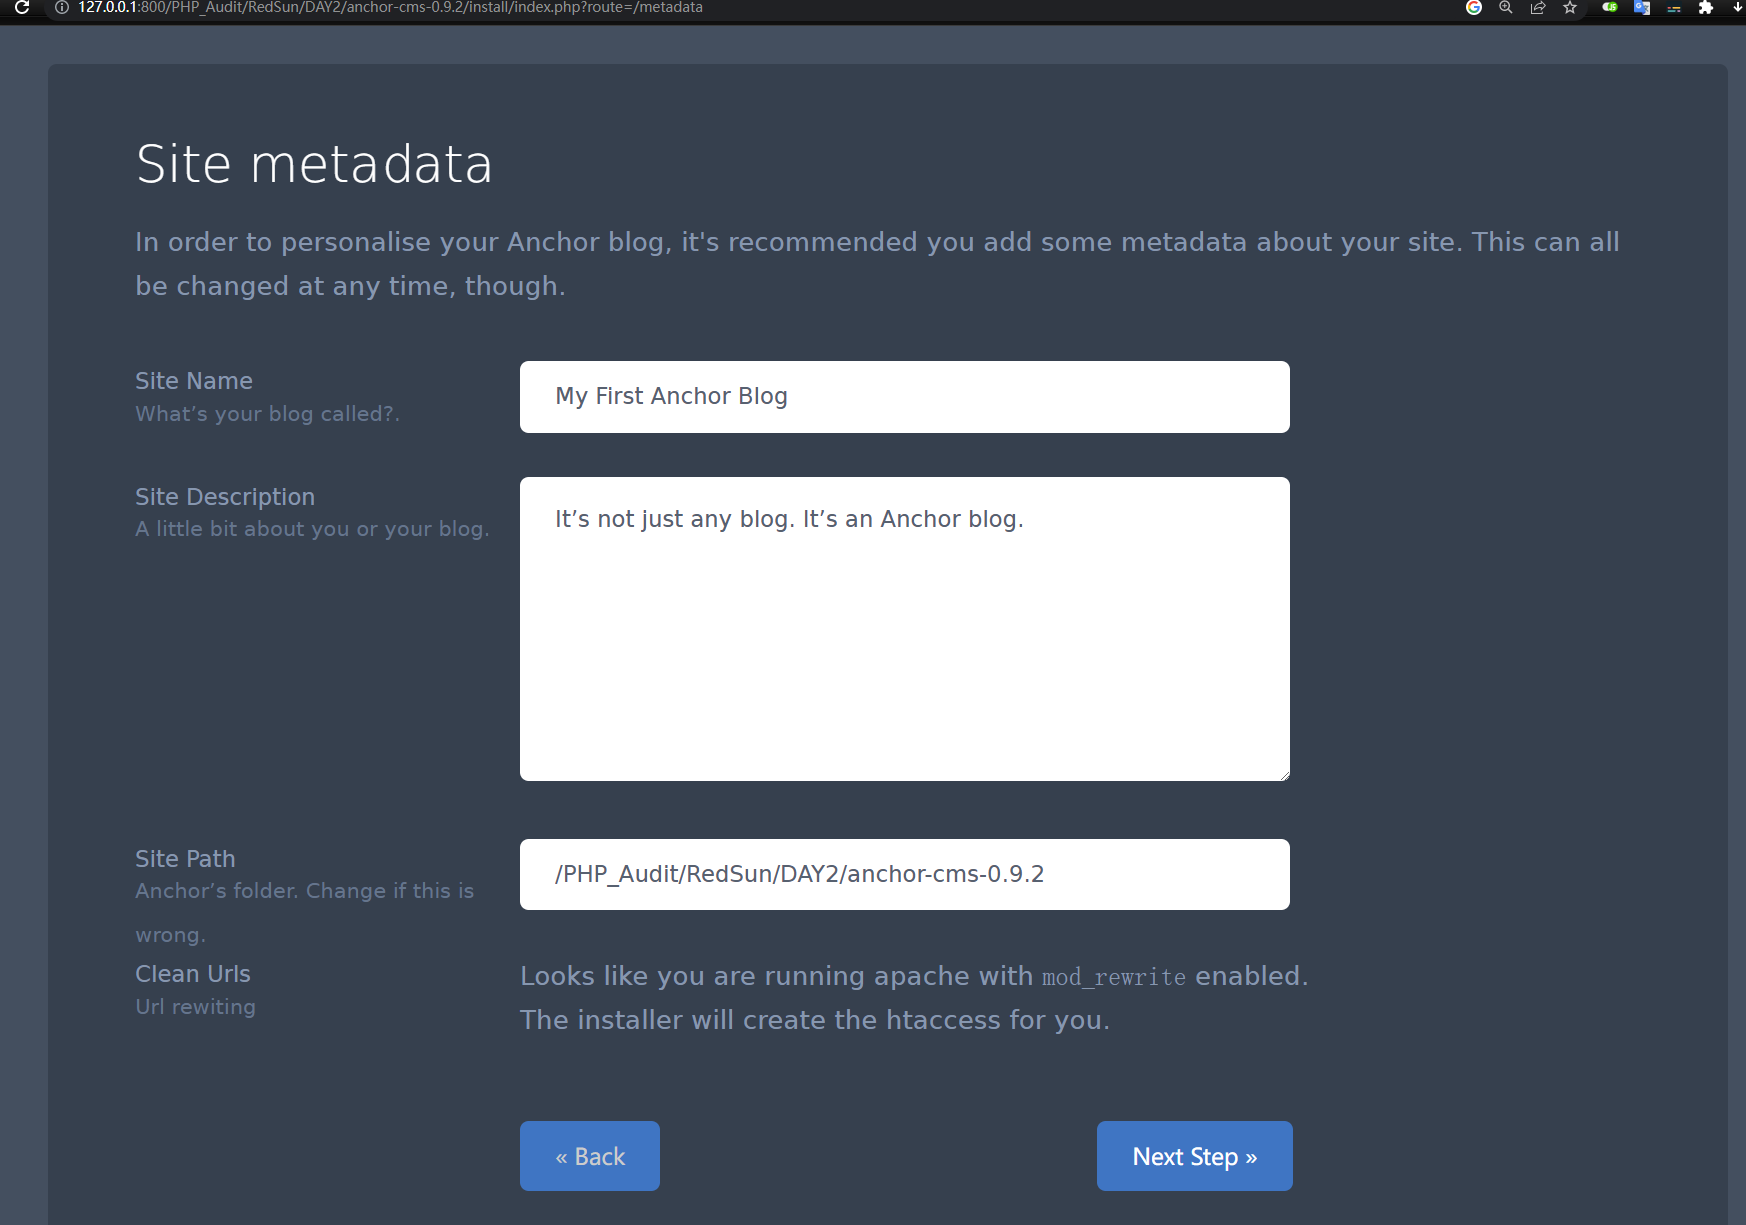 127.0.0.1:800/PHP_Audit/RedSun/DAY2/anchor-cms-0.9.2/install/index.php?route=/metadata
Site metadata
In order to personalise your Anchor blog, it's recommended you add some metadata about your site. This can all
be changed at any time, though.
Site Name
What’s your blog called?.
My First Anchor Blog
Site Description
A little bit about you or your blog.
It’s not just any blog. It’s an Anchor blog.
Site Path
Anchor’s folder. Change if this is
wrong.
/PHP_Audit/RedSun/DAY2/anchor-cms-0.9.2
Clean Urls
Url rewiting
Looks like you are running apache with mod_rewrite enabled.
The installer will create the htaccess for you.
« Back
Next Step »